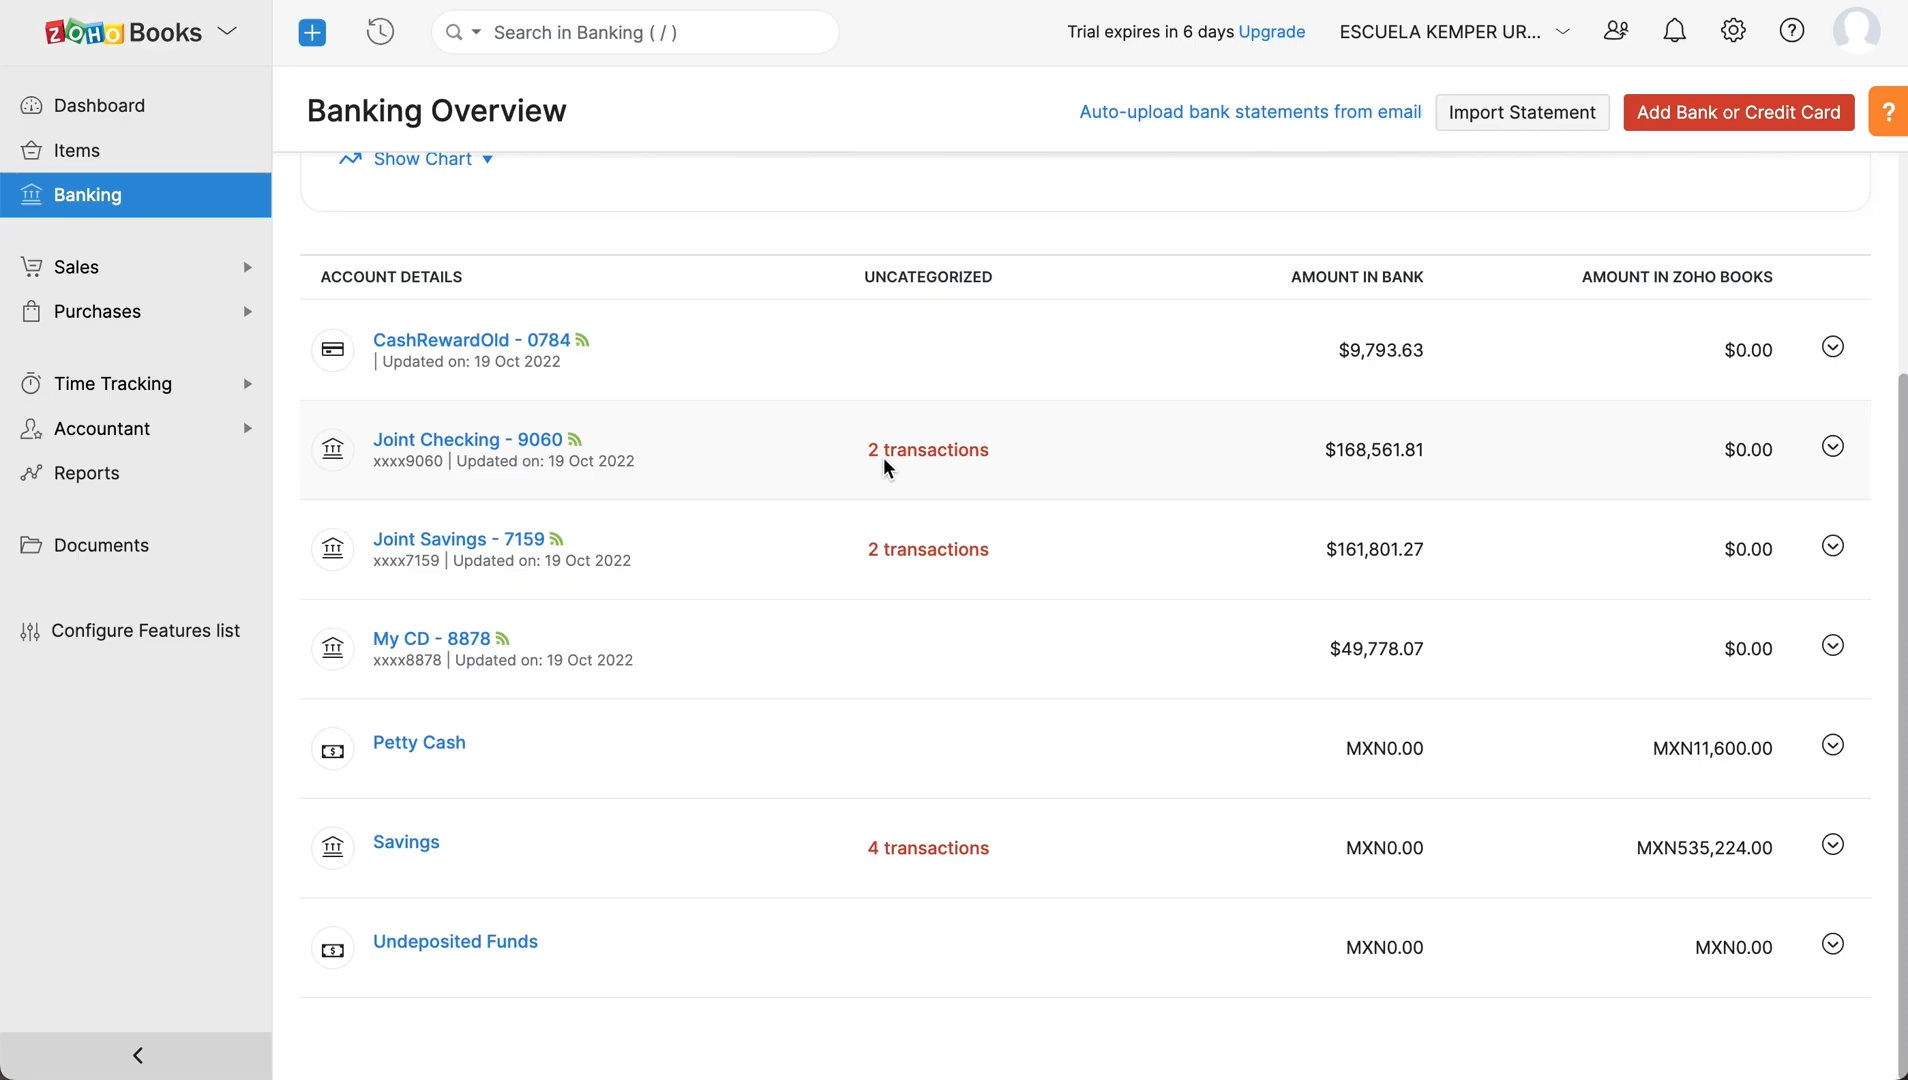 ZOHO Books
Search in Banking ( / )
Trial expires in 6 days Upgrade
ESCUELA KEMPER UR...
Dashboard
Items
Banking
Sales
Purchases
Time Tracking
Accountant
Reports
Documents
Configure Features list
Banking Overview
Auto-upload bank statements from email
Import Statement
Add Bank or Credit Card
?
Show Chart
ACCOUNT DETAILS UNCATEGORIZED AMOUNT IN BANK AMOUNT IN ZOHO BOOKS
CashRewardOld - 0784
| Updated on: 19 Oct 2022
$9,793.63 $0.00
Joint Checking - 9060
xxxx9060 | Updated on: 19 Oct 2022
2 transactions $168,561.81 $0.00
Joint Savings - 7159
xxxx7159 | Updated on: 19 Oct 2022
2 transactions $161,801.27 $0.00
My CD - 8878
xxxx8878 | Updated on: 19 Oct 2022
$49,778.07 $0.00
Petty Cash MXN0.00 MXN11,600.00
Savings 4 transactions MXN0.00 MXN535,224.00
Undeposited Funds MXN0.00 MXN0.00